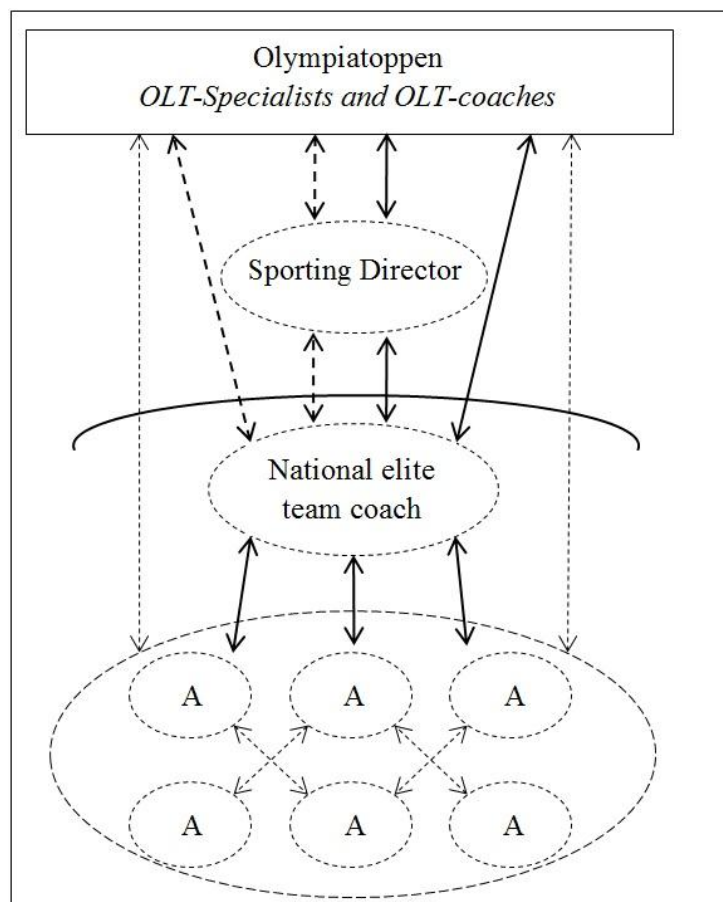 Olympiatoppen
OLT-Specialists and OLT-coaches
Sporting Director
National elite
team coach
A A A
A A A